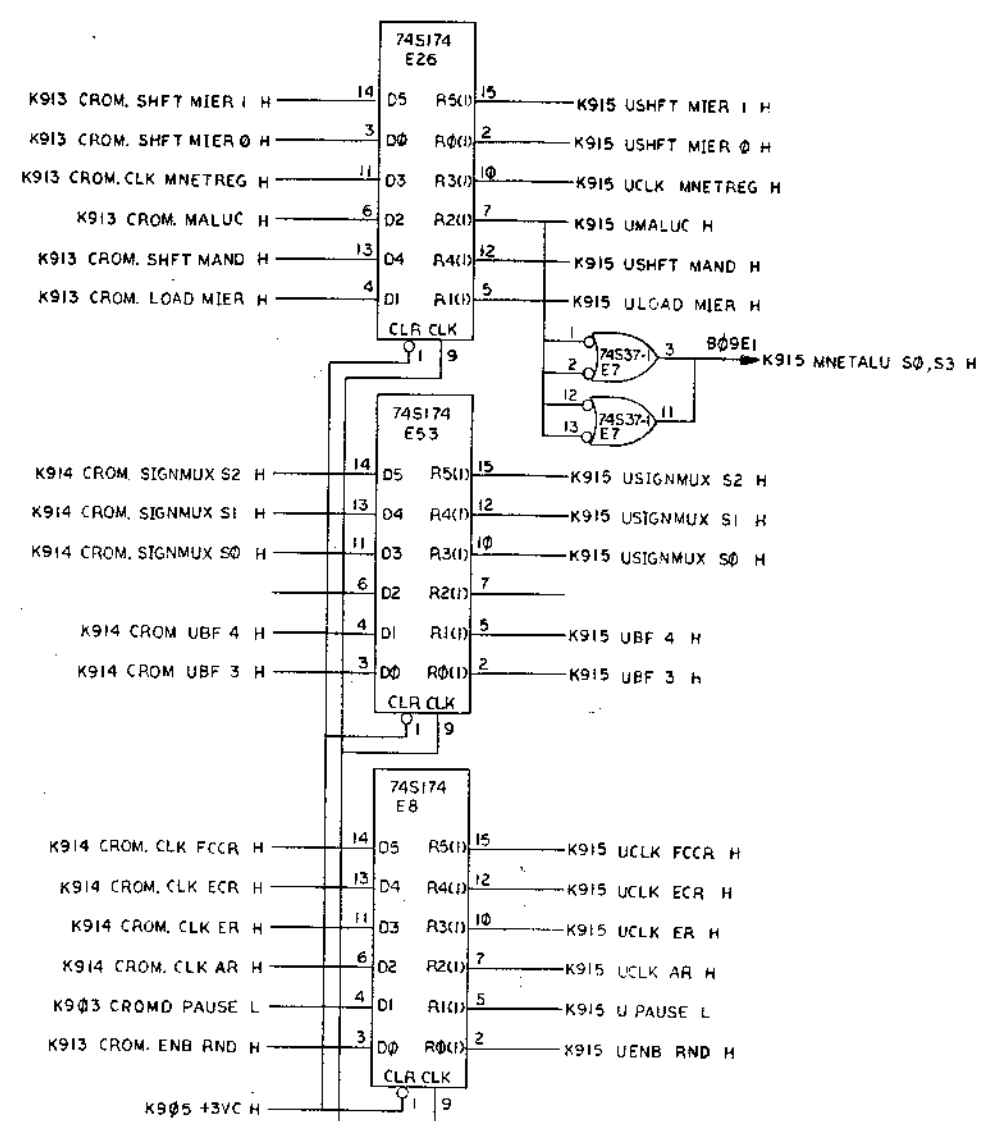 74S174
E26
K913 CROM. SHFT MIER 1 H 14 D5 R5(1) 15 K915 USHFT MIER 1 H
K913 CROM. SHFT MIER Ø H 3 DØ RØ(1) 2 K915 USHFT MIER Ø H
K913 CROM. CLK MNETREG H 11 D3 R3(1) 1Ø K915 UCLK MNETREG H
K913 CROM. MALUC H 6 D2 R2(1) 7 K915 UMALUC H
K913 CROM. SHFT MAND H 13 D4 R4(1) 12 K915 USHFT MAND H
K913 CROM. LOAD MIER H 4 D1 R1(1) 5 K915 ULOAD MIER H
CLR CLK
1 9
1 2 74S37-1 E7 3 BØ9E1 K915 MNETALU SØ,S3 H
12 13 74S37-1 E7 11
74S174
E53
K914 CROM. SIGNMUX S2 H 14 D5 R5(1) 15 K915 USIGNMUX S2 H
K914 CROM. SIGNMUX S1 H 13 D4 R4(1) 12 K915 USIGNMUX S1 H
K914 CROM. SIGNMUX SØ H 11 D3 R3(1) 1Ø K915 USIGNMUX SØ H
6 D2 R2(1) 7
K914 CROM UBF 4 H 4 D1 R1(1) 5 K915 UBF 4 H
K914 CROM UBF 3 H 3 DØ RØ(1) 2 K915 UBF 3 H
CLR CLK
1 9
74S174
E8
K914 CROM. CLK FCCR H 14 D5 R5(1) 15 K915 UCLK FCCR H
K914 CROM. CLK ECR H 13 D4 R4(1) 12 K915 UCLK ECR H
K914 CROM. CLK ER H 11 D3 R3(1) 1Ø K915 UCLK ER H
K914 CROM. CLK AR H 6 D2 R2(1) 7 K915 UCLK AR H
K9Ø3 CROMD PAUSE L 4 D1 R1(1) 5 K915 U PAUSE L
K913 CROM. ENB RND H 3 DØ RØ(1) 2 K915 UENB RND H
CLR CLK
K9Ø5 +3VC H 1 9